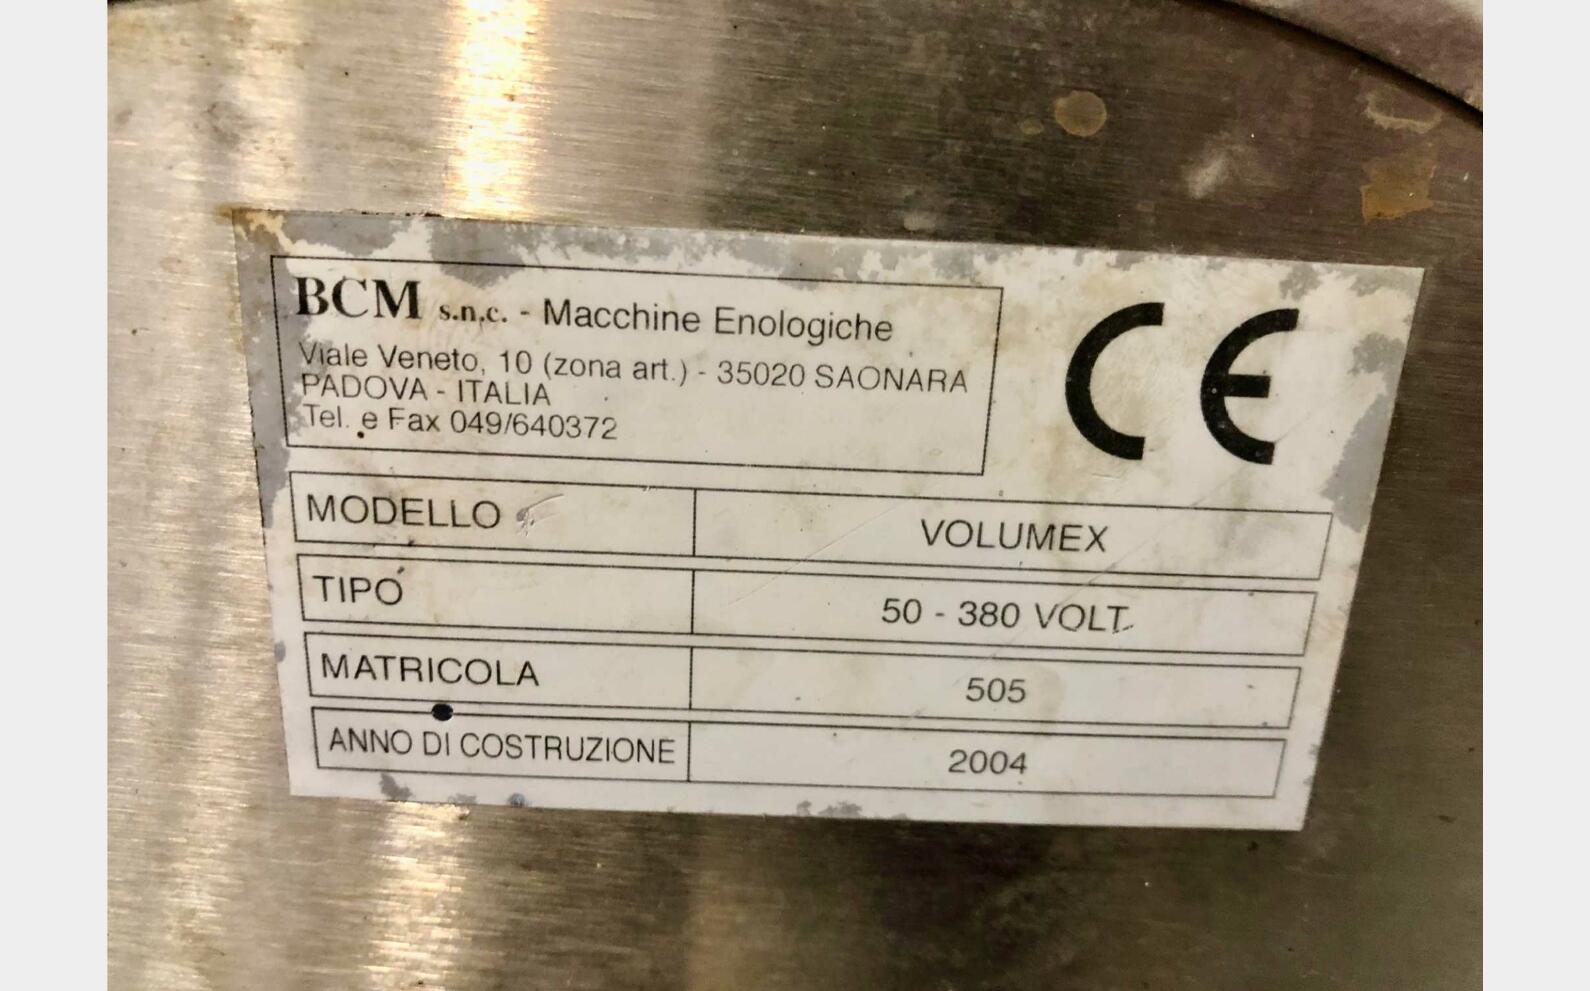 BCM s.n.c. - Macchine Enologiche
Viale Veneto, 10 (zona art.) - 35020 SAONARA
PADOVA - ITALIA
Tel. e Fax 049/640372
CE
MODELLO VOLUMEX
TIPO 50 - 380 VOLT.
MATRICOLA 505
ANNO DI COSTRUZIONE 2004